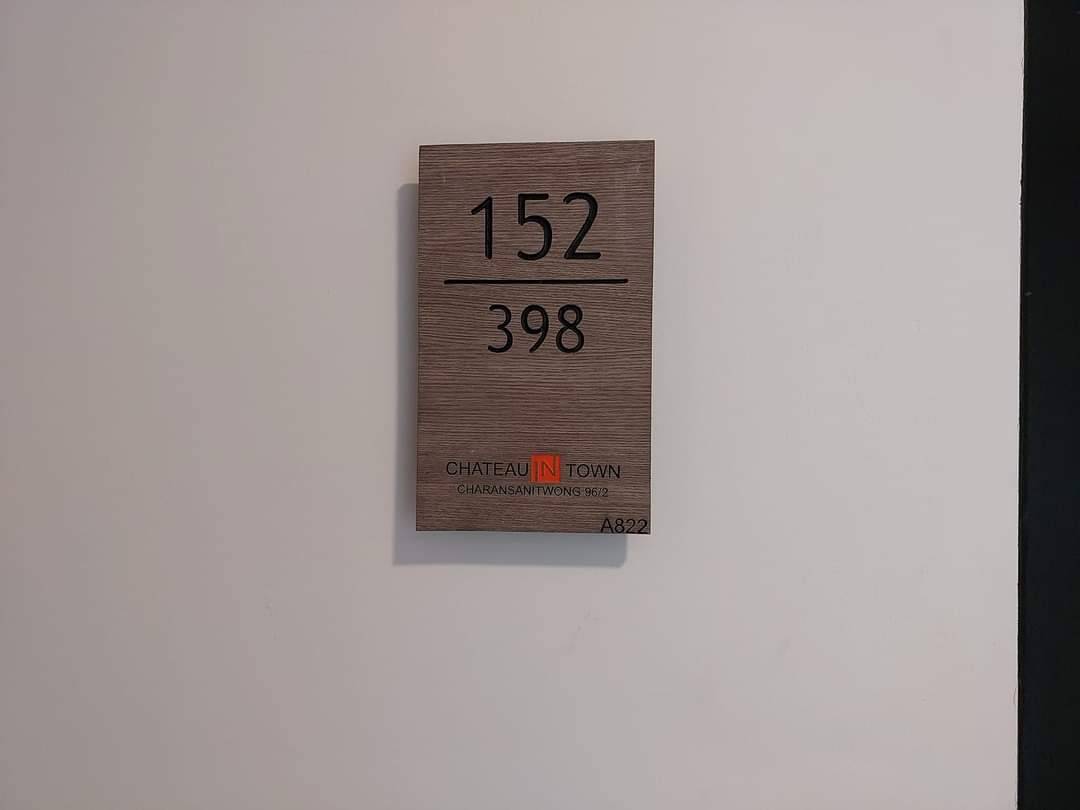 152
398
CHATEAU IN TOWN
CHARANSANITWONG 96/2
A822